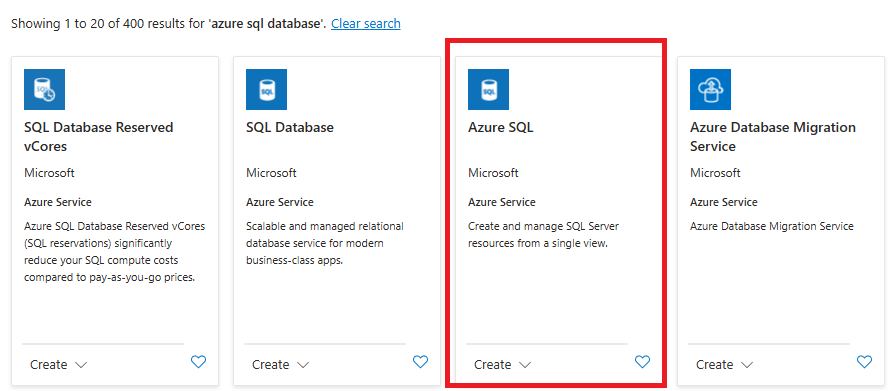 Showing 1 to 20 of 400 results for 'azure sql database'. Clear search
SQL Database Reserved
vCores
Microsoft
Azure Service
Azure SQL Database Reserved vCores
(SQL reservations) significantly
reduce your SQL compute costs
compared to pay-as-you-go prices.
Create
SQL
SQL Database
Microsoft
Azure Service
Scalable and managed relational
database service for modern
business-class apps.
Create
SQL
Azure SQL
Microsoft
Azure Service
Create and manage SQL Server
resources from a single view.
Create
Azure Database Migration
Service
Microsoft
Azure Service
Azure Database Migration Service
Create